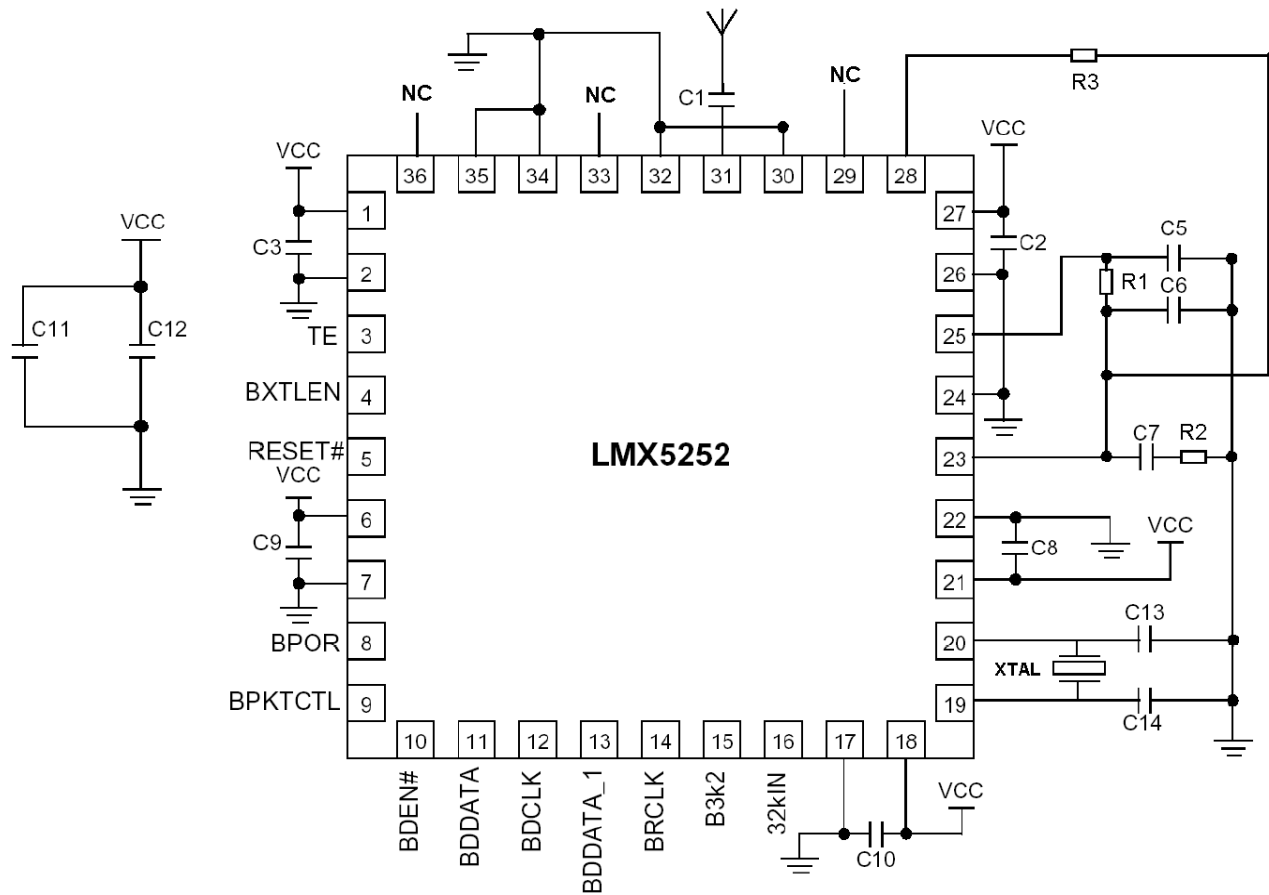 NC
NC
C1
NC
R3
VCC
VCC
36
35
34
33
32
31
30
29
28
1
27
C3
C2
C5
VCC
2
26
R1
C6
C11
C12
TE
3
25
BXTLEN
4
24
RESET#
5
LMX5252
23
C7
R2
VCC
6
22
C9
C8
VCC
7
21
BPOR
8
20
C13
XTAL
BPKTCTL
9
19
C14
10
11
12
13
14
15
16
17
18
BDEN#
BDDATA
BDCLK
BDDATA_1
BRCLK
B3k2
32kIN
VCC
C10